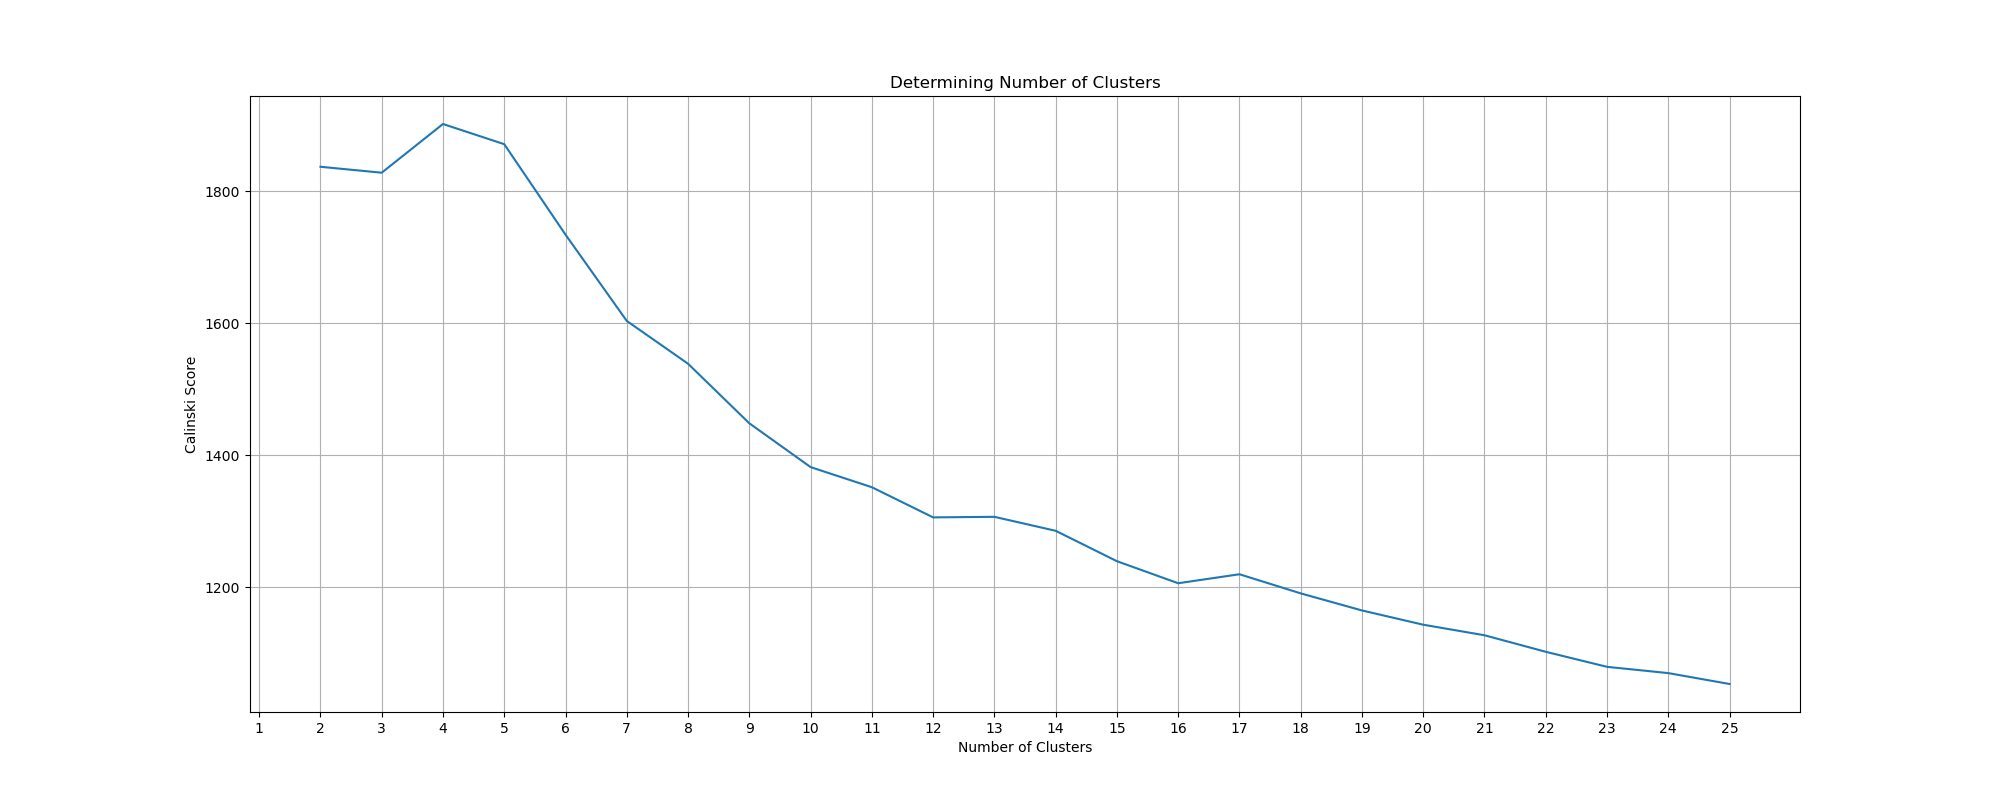 Determining Number of Clusters
1800
1600
1400
1200
Calinski Score
1 2 3 4 5 6 7 8 9 10 11 12 13 14 15 16 17 18 19 20 21 22 23 24 25
Number of Clusters